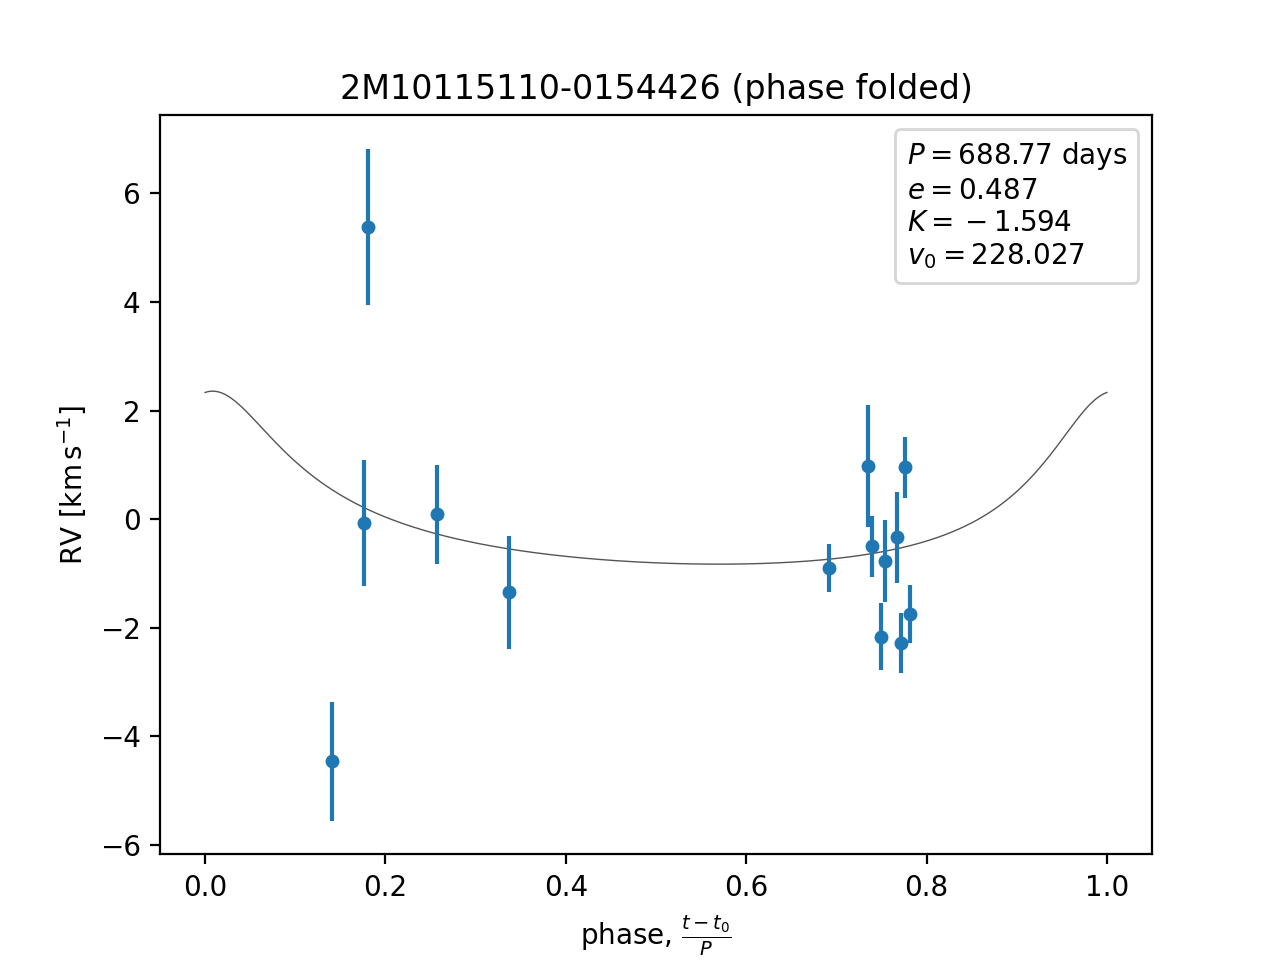 2M10115110-0154426 (phase folded)
P = 688.77 days
e = 0.487
K = −1.594
v₀ = 228.027
6
4
2
0
−2
−4
−6
RV [km s⁻¹]
0.0 0.2 0.4 0.6 0.8 1.0
phase, (t − t₀)/P